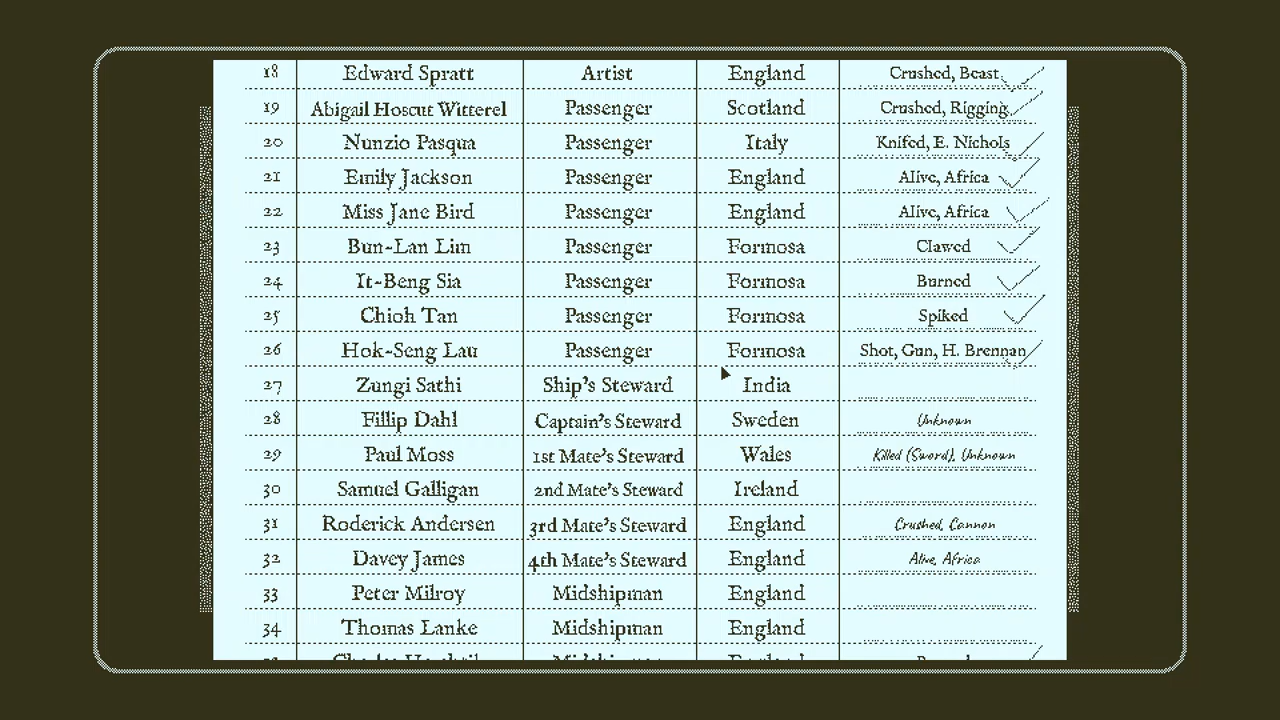 18 Edward Spratt Artist England Crushed, Beast
19 Abigail Hoscut Witterel Passenger Scotland Crushed, Rigging
20 Nunzio Pasqua Passenger Italy Knifed, E. Nichols
21 Emily Jackson Passenger England Alive, Africa
22 Miss Jane Bird Passenger England Alive, Africa
23 Bun-Lan Lim Passenger Formosa Clawed
24 It-Beng Sia Passenger Formosa Burned
25 Chioh Tan Passenger Formosa Spiked
26 Hok-Seng Lau Passenger Formosa Shot, Gun, H. Brennan
27 Zungi Sathi Ship's Steward India
28 Fillip Dahl Captain's Steward Sweden Unknown
29 Paul Moss 1st Mate's Steward Wales Killed (Sword), Unknown
30 Samuel Galligan 2nd Mate's Steward Ireland
31 Roderick Andersen 3rd Mate's Steward England Crushed, Cannon
32 Davey James 4th Mate's Steward England Alive, Africa
33 Peter Milroy Midshipman England
34 Thomas Lanke Midshipman England